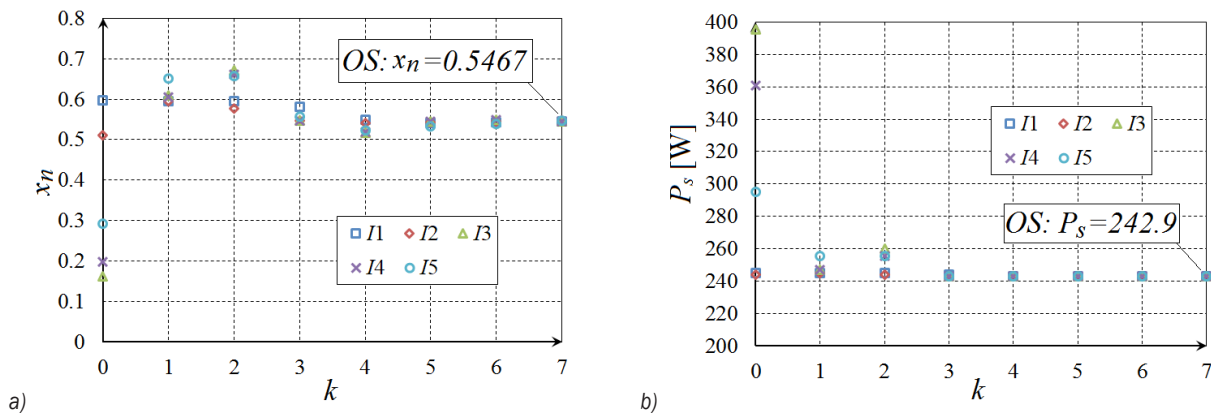 0.8
0.7
0.6
0.5
0.4
0.3
0.2
0.1
0
x_n
OS: x_n=0.5467
I1 I2 I3
I4 I5
0 1 2 3 4 5 6 7
k
a)
400
380
360
340
320
300
280
260
240
220
200
P_s [W]
I1 I2 I3
I4 I5
OS: P_s=242.9
0 1 2 3 4 5 6 7
k
b)